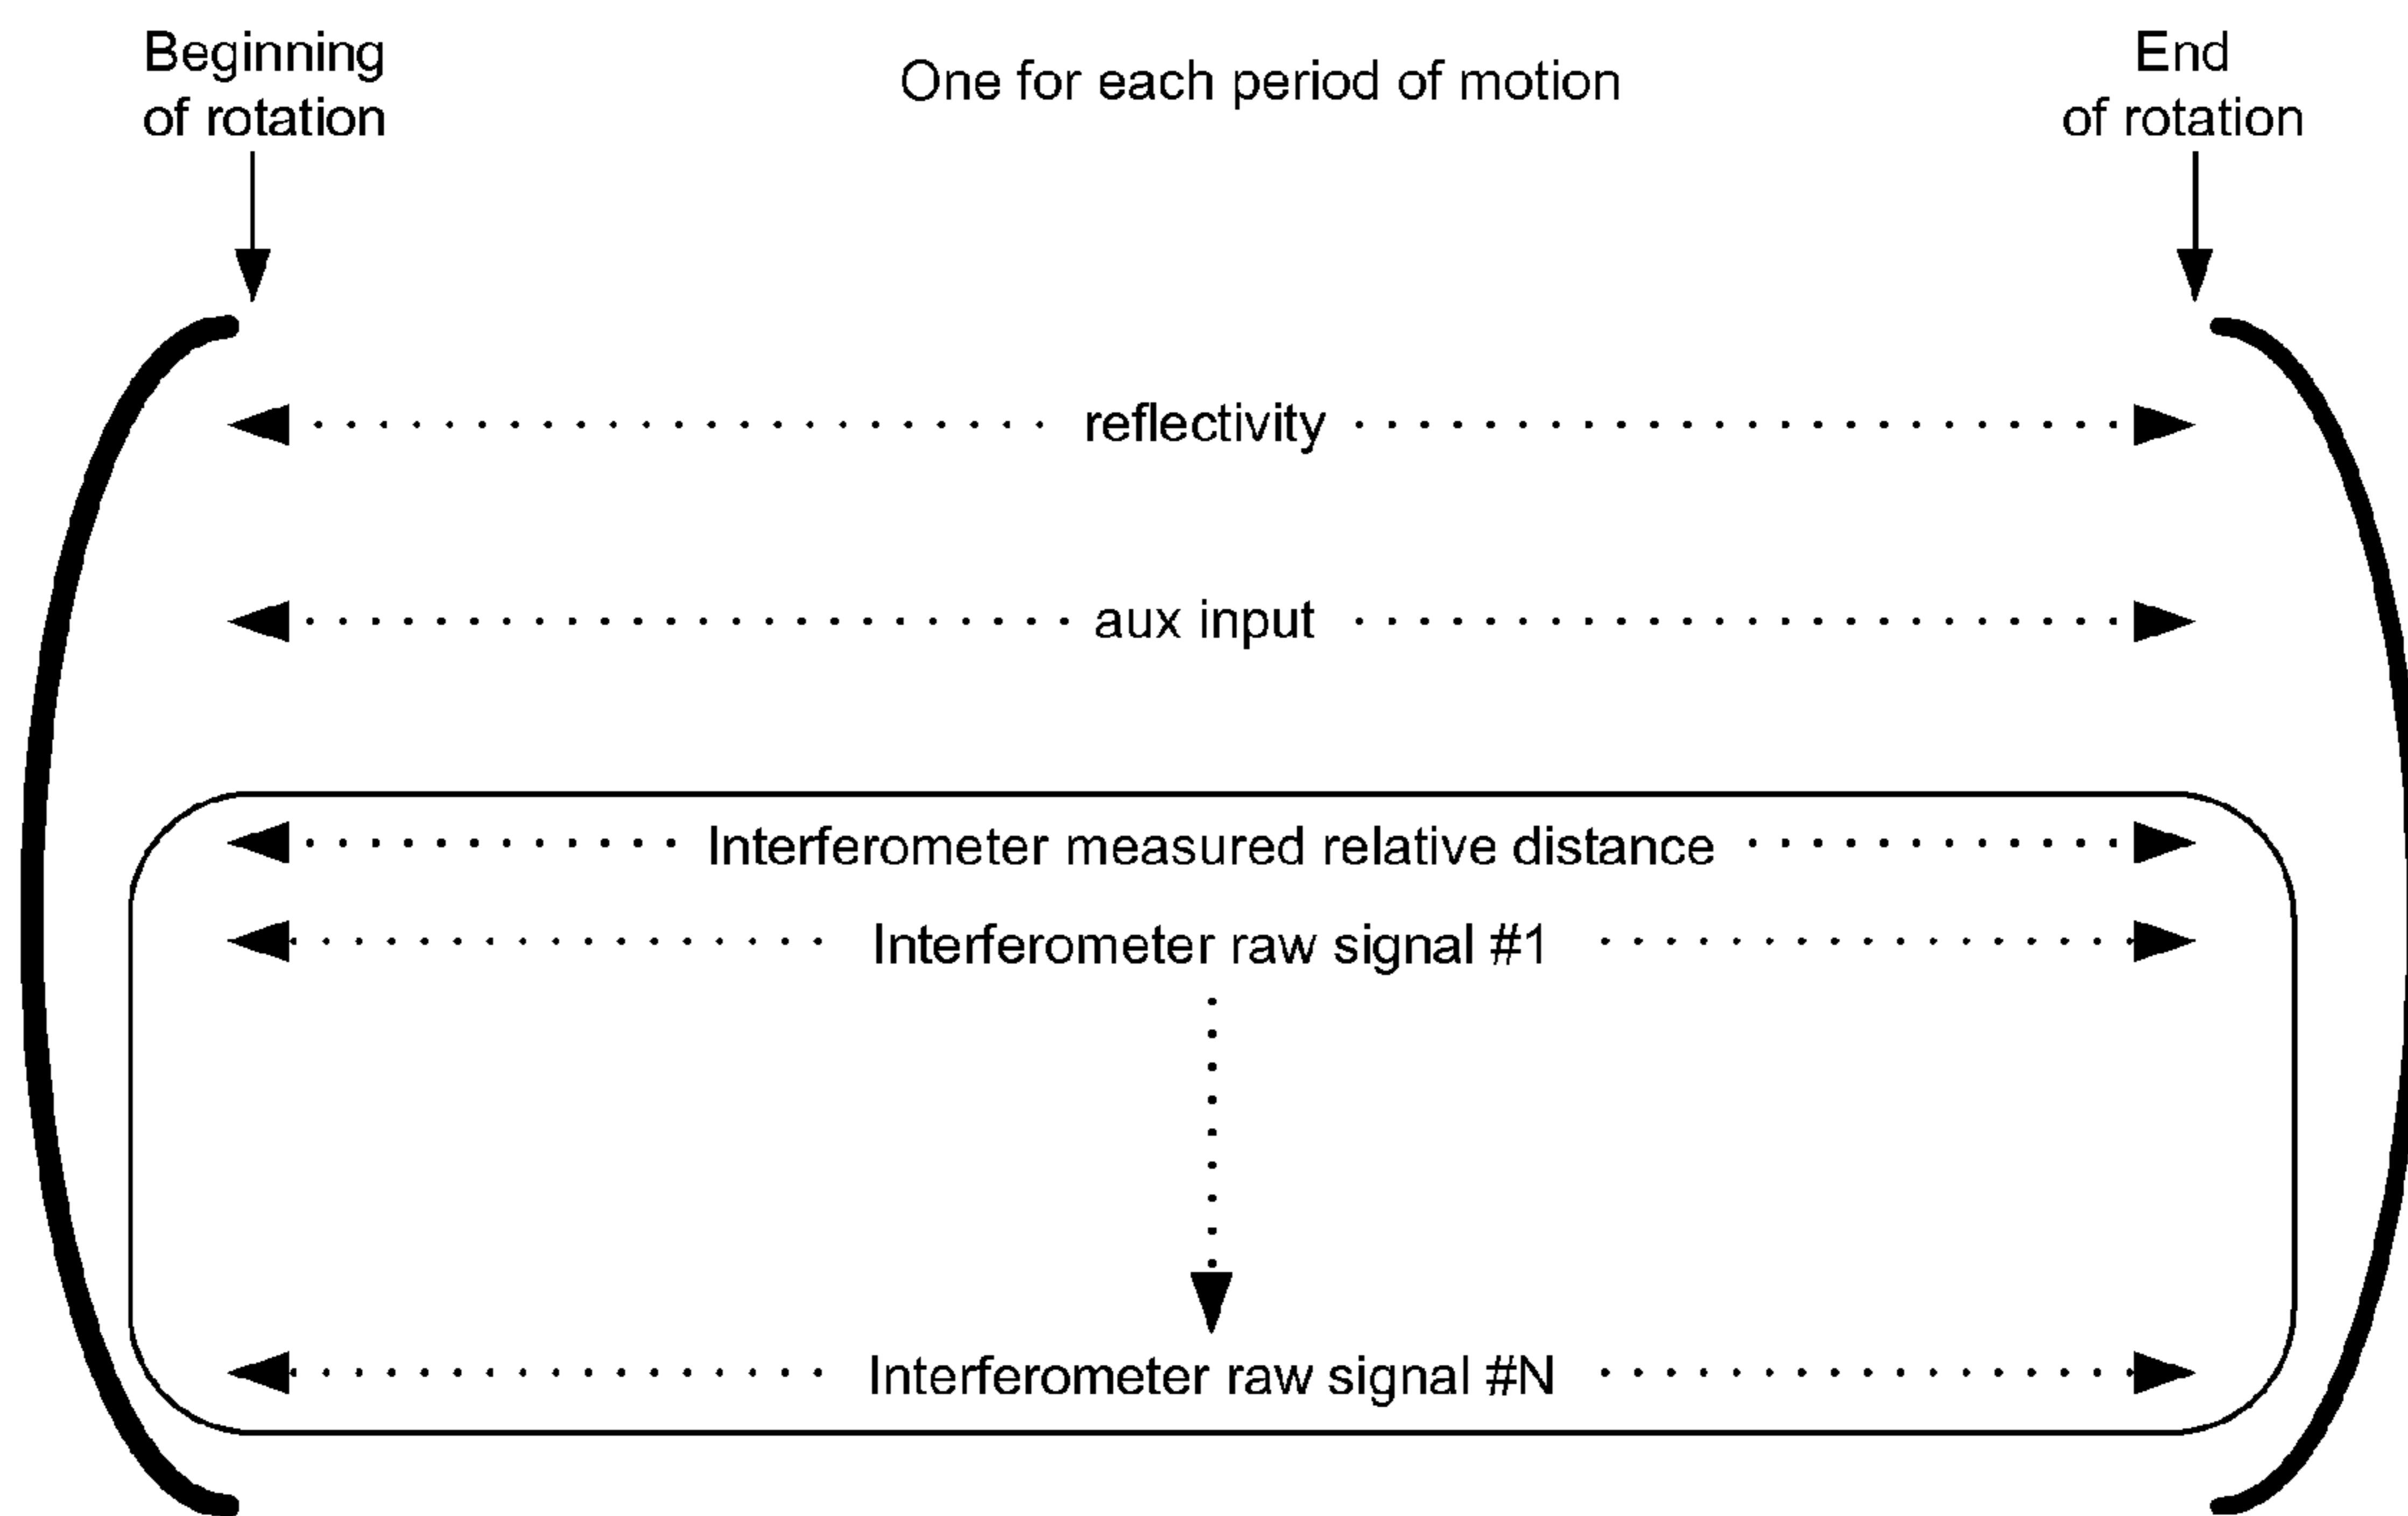 Beginning
of rotation
One for each period of motion
End
of rotation
reflectivity
aux input
Interferometer measured relative distance
Interferometer raw signal #1
Interferometer raw signal #N